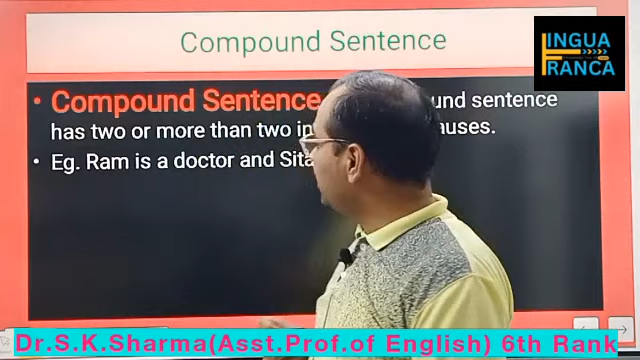 Compound Sentence
LINGUA
FRANCA
• Compound Sentence
und sentence
has two or more than two in
auses.
• Eg. Ram is a doctor and Sita
Dr.S.K.Sharma(Asst.Prof.of English) 6th Rank